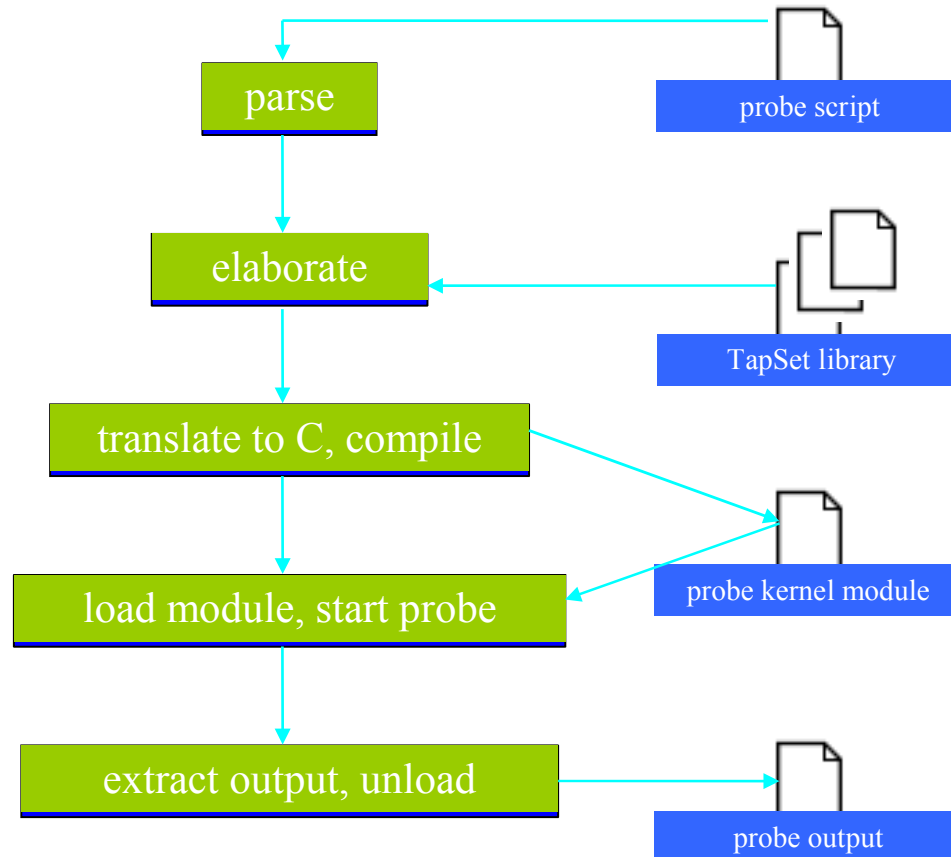 parse
probe script
elaborate
TapSet library
translate to C, compile
probe kernel module
load module, start probe
extract output, unload
probe output